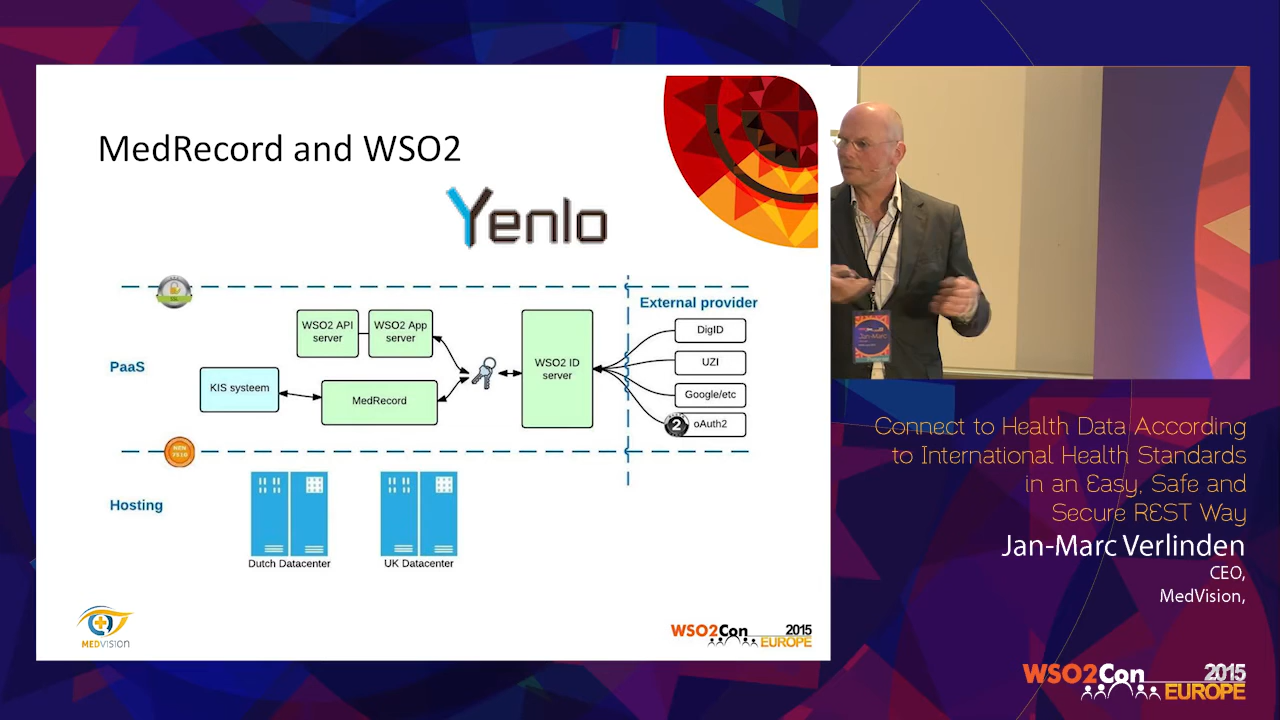 MedRecord and WSO2
Yenlo
External provider
PaaS
WSO2 API
server
WSO2 App
server
WSO2 ID
server
DigID
UZI
Google/etc
2
oAuth2
KIS systeem
MedRecord
Hosting
Dutch Datacenter
UK Datacenter
MEDVISION
WSO2Con 2015
EUROPE
Jan-Marc
Connect to Health Data According
to International Health Standards
in an Easy, Safe and
Secure REST Way
Jan-Marc Verlinden
CEO,
MedVision,
WSO2Con 2015
EUROPE